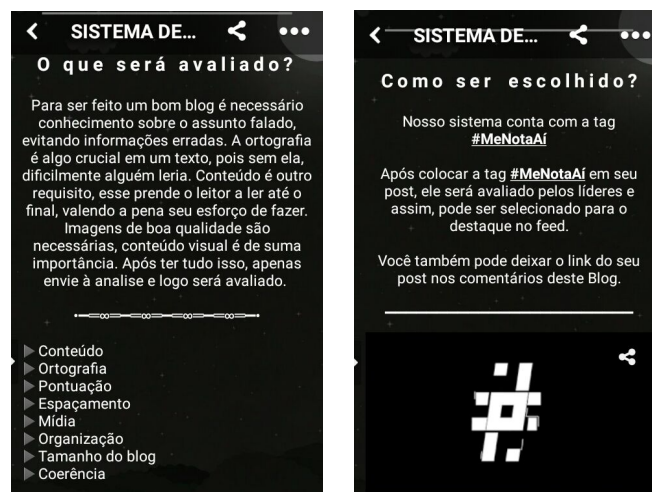 SISTEMA DE...
O que será avaliado?
Para ser feito um bom blog é necessário
conhecimento sobre o assunto falado,
evitando informações erradas. A ortografia
é algo crucial em um texto, pois sem ela,
dificilmente alguém leria. Conteúdo é outro
requisito, esse prende o leitor a ler até o
final, valendo a pena seu esforço de fazer.
Imagens de boa qualidade são
necessárias, conteúdo visual é de suma
importância. Após ter tudo isso, apenas
envie à analise e logo será avaliado.
Conteúdo
Ortografia
Pontuação
Espaçamento
Mídia
Organização
Tamanho do blog
Coerência
SISTEMA DE...
Como ser escolhido?
Nosso sistema conta com a tag
#MeNotaAí
Após colocar a tag #MeNotaAí em seu
post, ele será avaliado pelos líderes e
assim, pode ser selecionado para o
destaque no feed.
Você também pode deixar o link do seu
post nos comentários deste Blog.
#